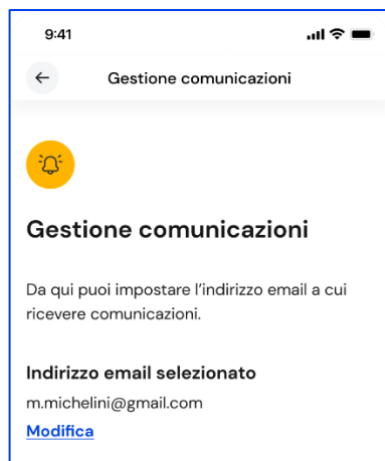 9:41
Gestione comunicazioni
Gestione comunicazioni
Da qui puoi impostare l'indirizzo email a cui
ricevere comunicazioni.
Indirizzo email selezionato
m.michelini@gmail.com
Modifica